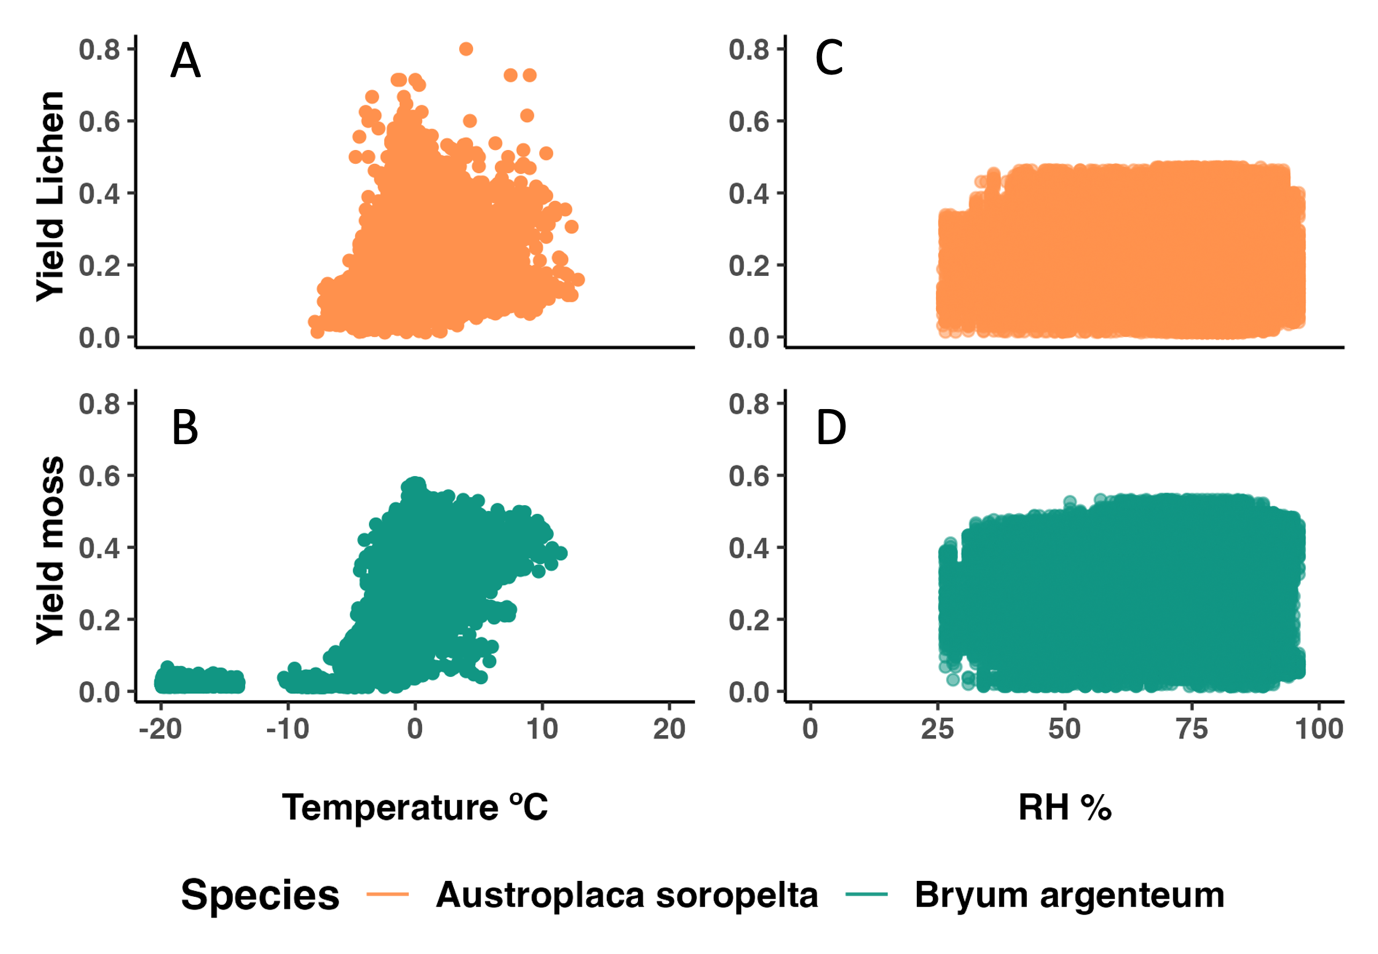 A
0.8
0.6
0.4
0.2
0.0
Yield Lichen
C
0.8
0.6
0.4
0.2
0.0
B
0.8
0.6
0.4
0.2
0.0
Yield moss
-20 -10 0 10 20
Temperature ºC
D
0.8
0.6
0.4
0.2
0.0
0 25 50 75 100
RH %
Species Austroplaca soropelta Bryum argenteum